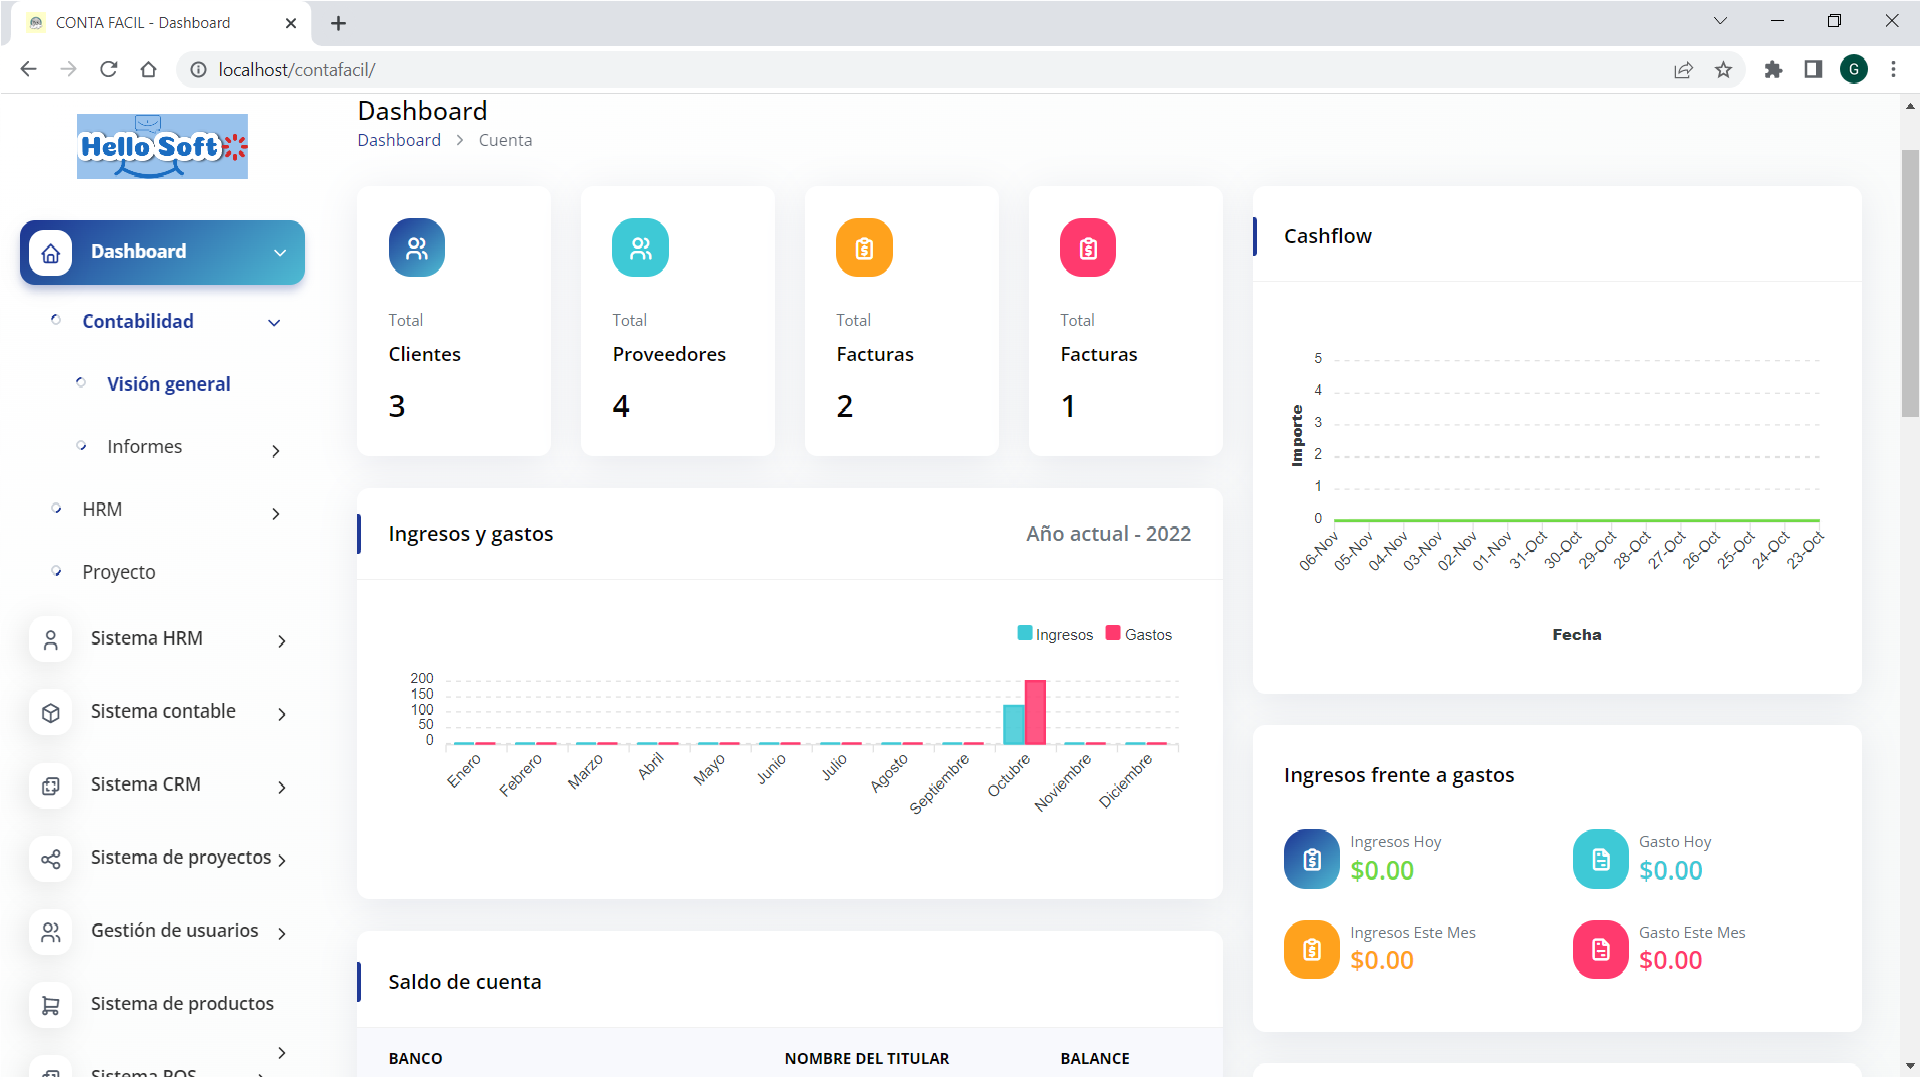 CONTA FACIL - Dashboard
localhost/contafacil/
G
Hello Soft
Dashboard
Contabilidad
Visión general
Informes
HRM
Proyecto
Sistema HRM
Sistema contable
Sistema CRM
Sistema de proyectos
Gestión de usuarios
Sistema de productos
Sistema POS
Dashboard
Dashboard > Cuenta
Total
Clientes
3
Total
Proveedores
4
Total
Facturas
2
Total
Facturas
1
Ingresos y gastos
Año actual - 2022
Ingresos Gastos
200
150
100
50
0
Enero
Febrero
Marzo
Abril
Mayo
Junio
Julio
Agosto
Septiembre
Octubre
Noviembre
Diciembre
Saldo de cuenta
BANCO NOMBRE DEL TITULAR BALANCE
Cashflow
Importe
5
4
3
2
1
0
06-Nov
05-Nov
04-Nov
03-Nov
02-Nov
01-Nov
31-Oct
30-Oct
29-Oct
28-Oct
27-Oct
26-Oct
25-Oct
24-Oct
23-Oct
Fecha
Ingresos frente a gastos
Ingresos Hoy
$0.00
Gasto Hoy
$0.00
Ingresos Este Mes
$0.00
Gasto Este Mes
$0.00